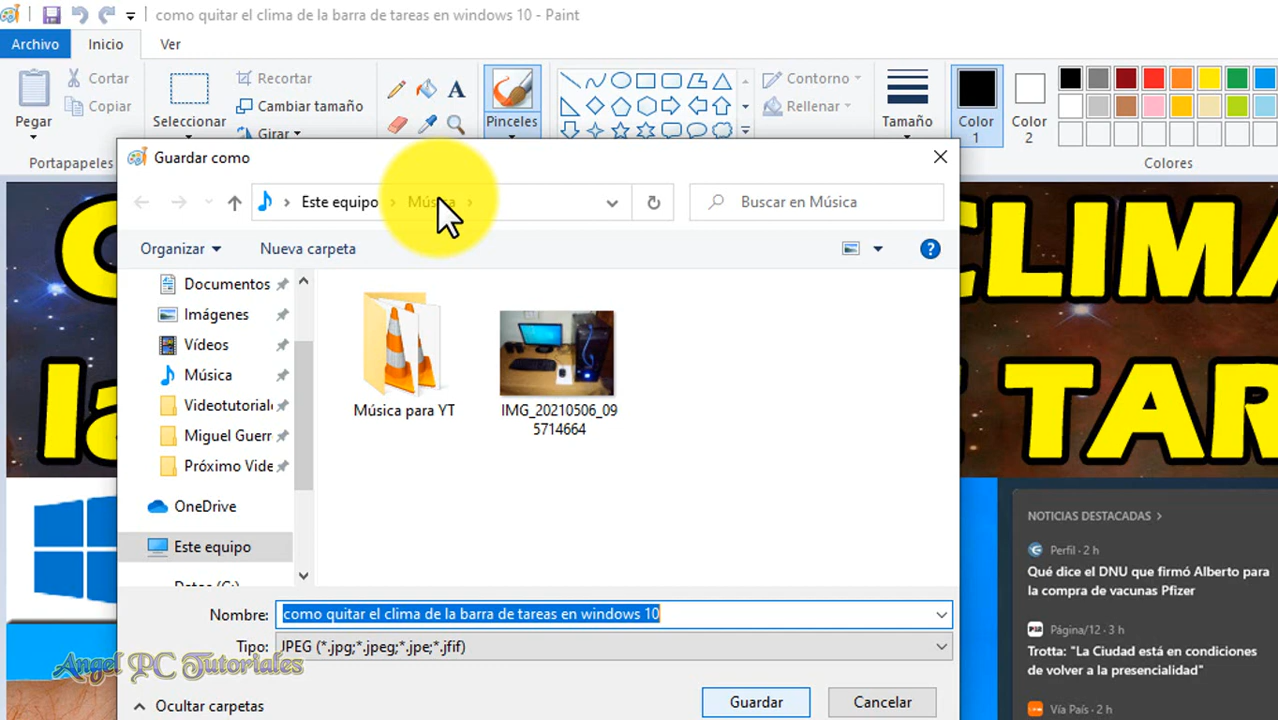 como quitar el clima de la barra de tareas en windows 10 - Paint
Archivo Inicio Ver
Pegar
Cortar
Copiar
Portapapeles
Seleccionar
Recortar
Cambiar tamaño
Girar
A
Pinceles
Contorno
Rellenar
Tamaño
Color 1
Color 2
Colores
Guardar como
Este equipo > Música >
Buscar en Música
Organizar Nueva carpeta
?
Documentos
Imágenes
Vídeos
Música
Videotutorial
Miguel Guerr
Próximo Vide
OneDrive
Este equipo
Música para YT
IMG_20210506_09
5714664
Nombre: como quitar el clima de la barra de tareas en windows 10
Tipo: JPEG (*.jpg;*.jpeg;*.jpe;*.jfif)
Ocultar carpetas
Guardar Cancelar
CLIMA
la
TAR
NOTICIAS DESTACADAS >
Perfil · 2 h
Qué dice el DNU que firmó Alberto para
la compra de vacunas Pfizer
Página/12 · 3 h
Trotta: "La Ciudad está en condiciones
de volver a la presencialidad"
Vía País · 2 h
Angel PC Tutoriales